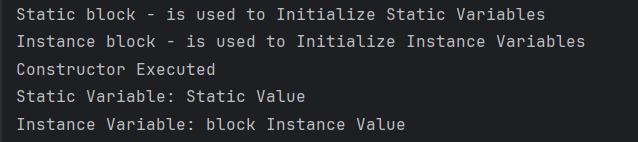 Static block - is used to Initialize Static Variables
Instance block - is used to Initialize Instance Variables
Constructor Executed
Static Variable: Static Value
Instance Variable: block Instance Value